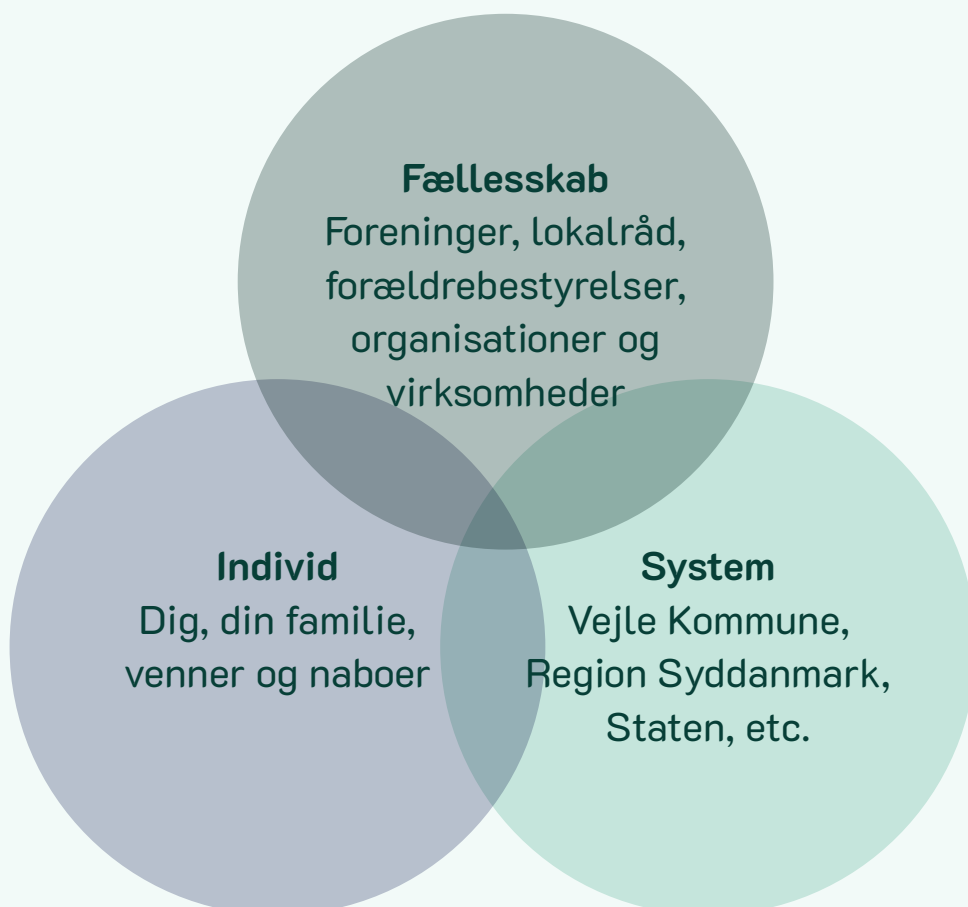 Fællesskab
Foreninger, lokalråd,
forældrebestyrelser,
organisationer og
virksomheder
Individ
Dig, din familie,
venner og naboer
System
Vejle Kommune,
Region Syddanmark,
Staten, etc.